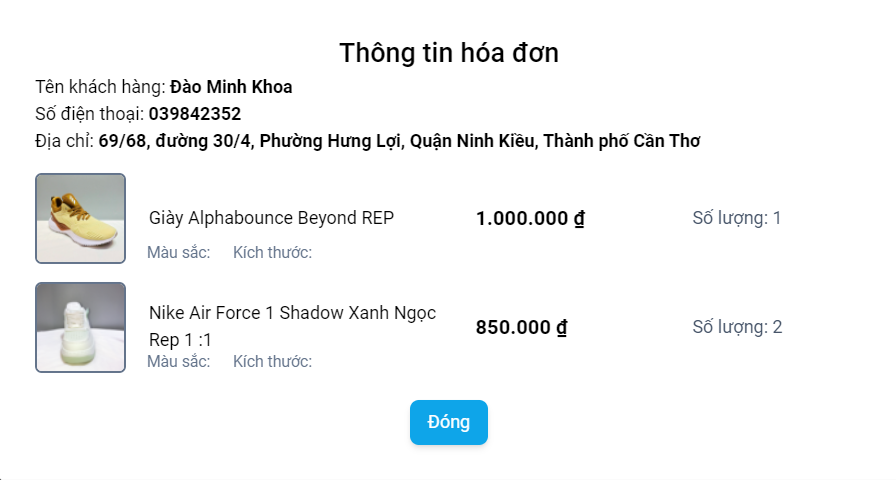 Thông tin hóa đơn
Tên khách hàng: Đào Minh Khoa
Số điện thoại: 039842352
Địa chỉ: 69/68, đường 30/4, Phường Hưng Lợi, Quận Ninh Kiều, Thành phố Cần Thơ
Giày Alphabounce Beyond REP 1.000.000 ₫ Số lượng: 1
Màu sắc: Kích thước:
Nike Air Force 1 Shadow Xanh Ngọc
Rep 1 :1 850.000 ₫ Số lượng: 2
Màu sắc: Kích thước:
Đóng